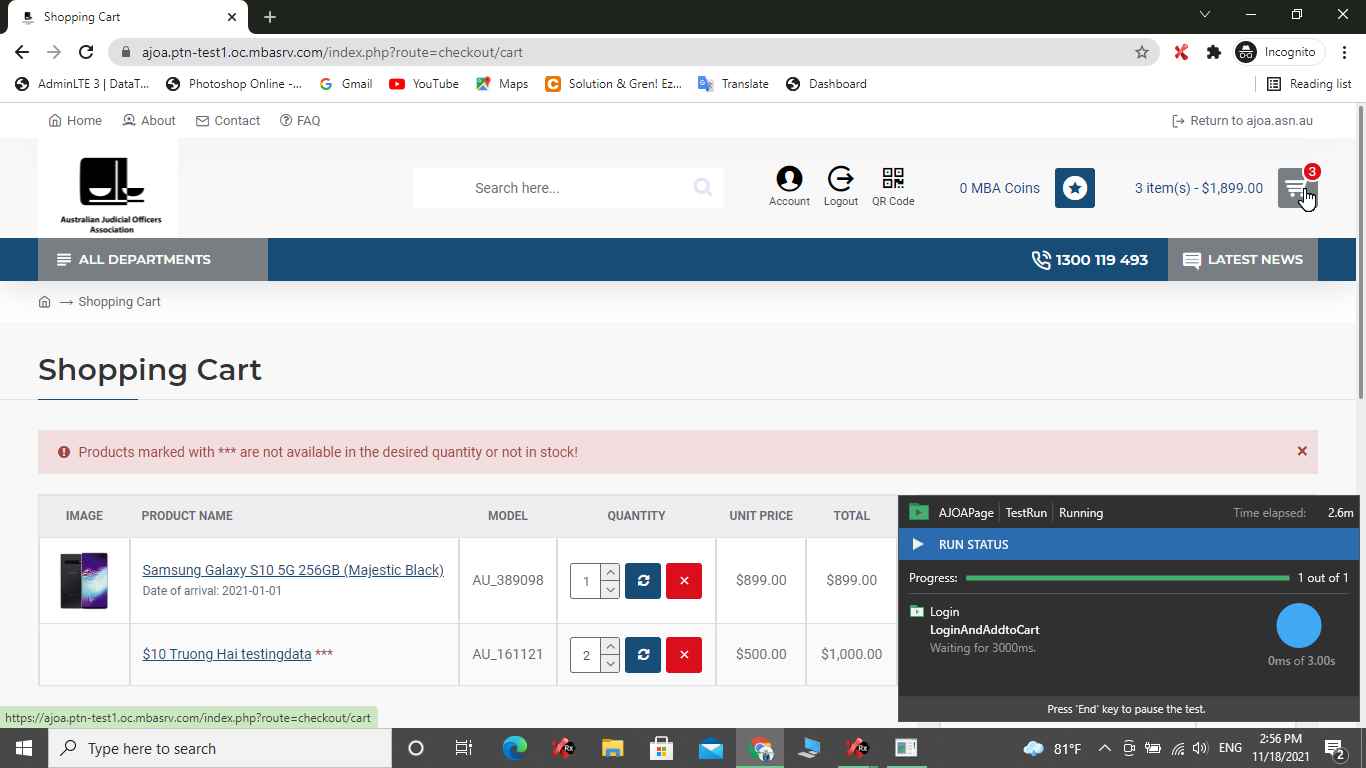 Shopping Cart
ajoa.ptn-test1.oc.mbasrv.com/index.php?route=checkout/cart
Incognito
AdminLTE 3 | DataT...
Photoshop Online -...
Gmail
YouTube
Maps
Solution & Gren! Ez...
Translate
Dashboard
Reading list
Home
About
Contact
FAQ
Return to ajoa.asn.au
Australian Judicial Officers
Association
Search here...
Account
Logout
QR Code
0 MBA Coins
3 item(s) - $1,899.00
3
ALL DEPARTMENTS
1300 119 493
LATEST NEWS
→ Shopping Cart
Shopping Cart
Products marked with *** are not available in the desired quantity or not in stock!
IMAGE
PRODUCT NAME
MODEL
QUANTITY
UNIT PRICE
TOTAL
Samsung Galaxy S10 5G 256GB (Majestic Black)
Date of arrival: 2021-01-01
AU_389098
1
$899.00
$899.00
$10 Truong Hai testingdata ***
AU_161121
2
$500.00
$1,000.00
AJOAPage
TestRun
Running
Time elapsed: 2.6m
RUN STATUS
Progress:
1 out of 1
Login
LoginAndAddtoCart
Waiting for 3000ms.
0ms of 3.00s
Press 'End' key to pause the test.
https://ajoa.ptn-test1.oc.mbasrv.com/index.php?route=checkout/cart
Type here to search
Rx
Rx
81°F
ENG
2:56 PM
11/18/2021
2